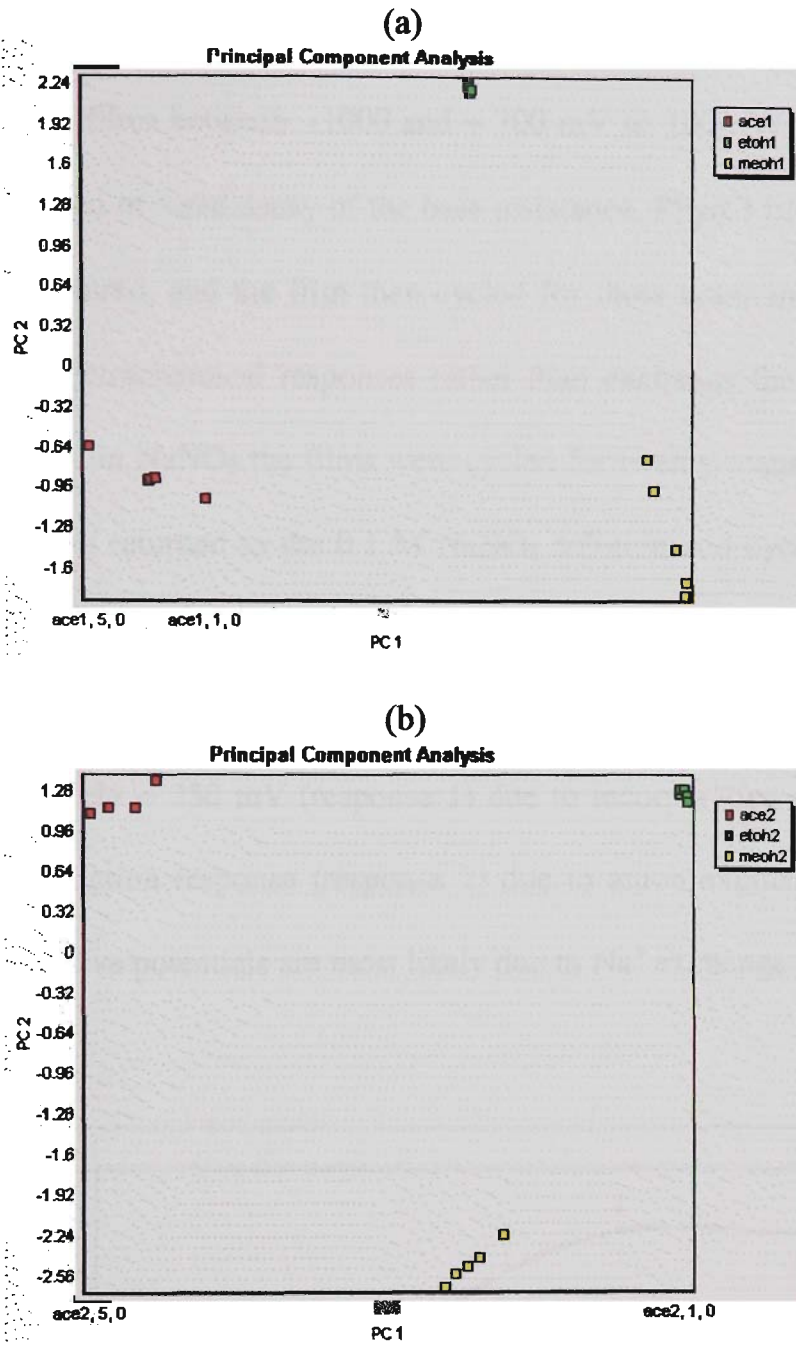 (a)
Principal Component Analysis
2.24
1.92
1.6
1.28
0.96
0.64
0.32
0
-0.32
-0.64
-0.96
-1.28
-1.6
PC 2
ace1
etoh1
meoh1
ace1, 5, 0
ace1, 1, 0
PC 1
(b)
Principal Component Analysis
1.28
0.96
0.64
0.32
0
-0.32
-0.64
-0.96
-1.28
-1.6
-1.92
-2.24
-2.56
PC 2
ace2
etoh2
meoh2
ace2, 5, 0
ace2, 1, 0
PC 1